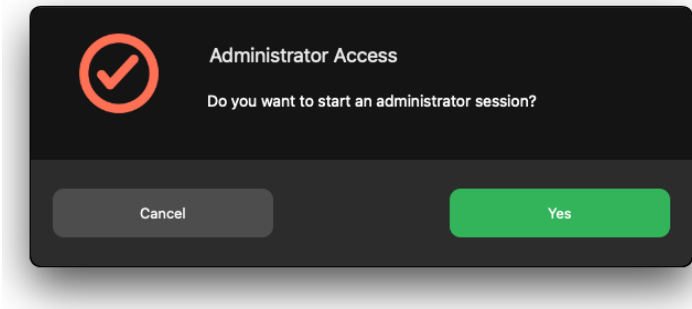 Administrator Access
Do you want to start an administrator session?
Cancel
Yes